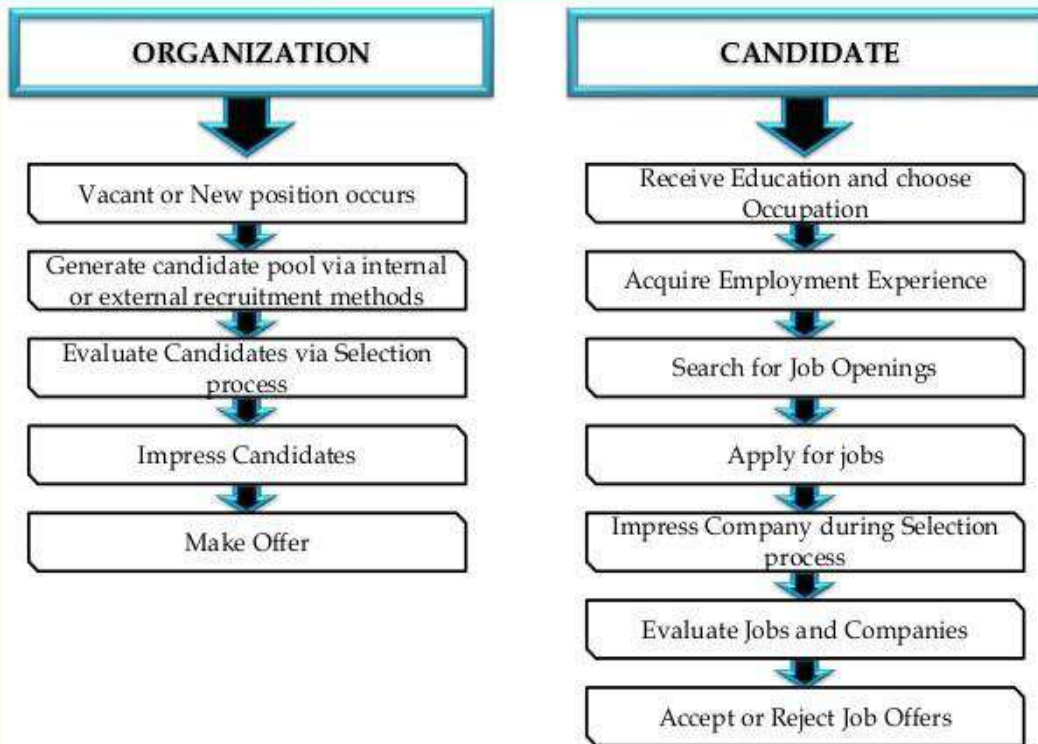 ORGANIZATION
Vacant or New position occurs
Generate candidate pool via internal
or external recruitment methods
Evaluate Candidates via Selection
process
Impress Candidates
Make Offer
CANDIDATE
Receive Education and choose
Occupation
Acquire Employment Experience
Search for Job Openings
Apply for jobs
Impress Company during Selection
process
Evaluate Jobs and Companies
Accept or Reject Job Offers